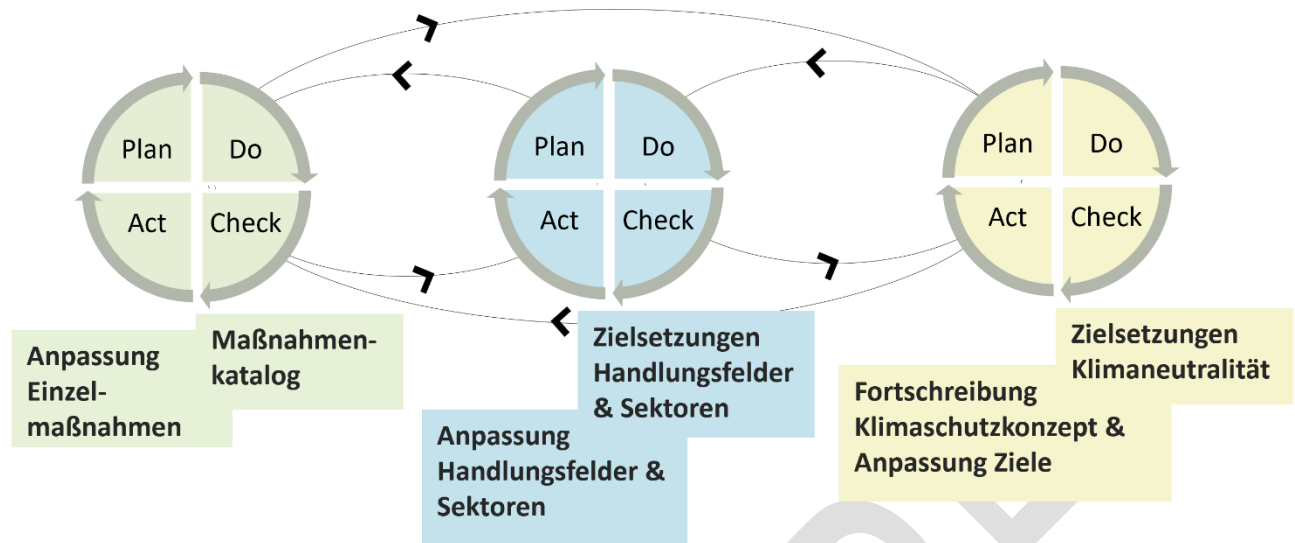 Plan
Do
Act
Check
Plan
Do
Act
Check
Plan
Do
Act
Check
Anpassung
Einzel-
maßnahmen
Maßnahmen-
katalog
Anpassung
Handlungsfelder &
Sektoren
Zielsetzungen
Handlungsfelder
& Sektoren
Fortschreibung
Klimaschutzkonzept &
Anpassung Ziele
Zielsetzungen
Klimaneutralität